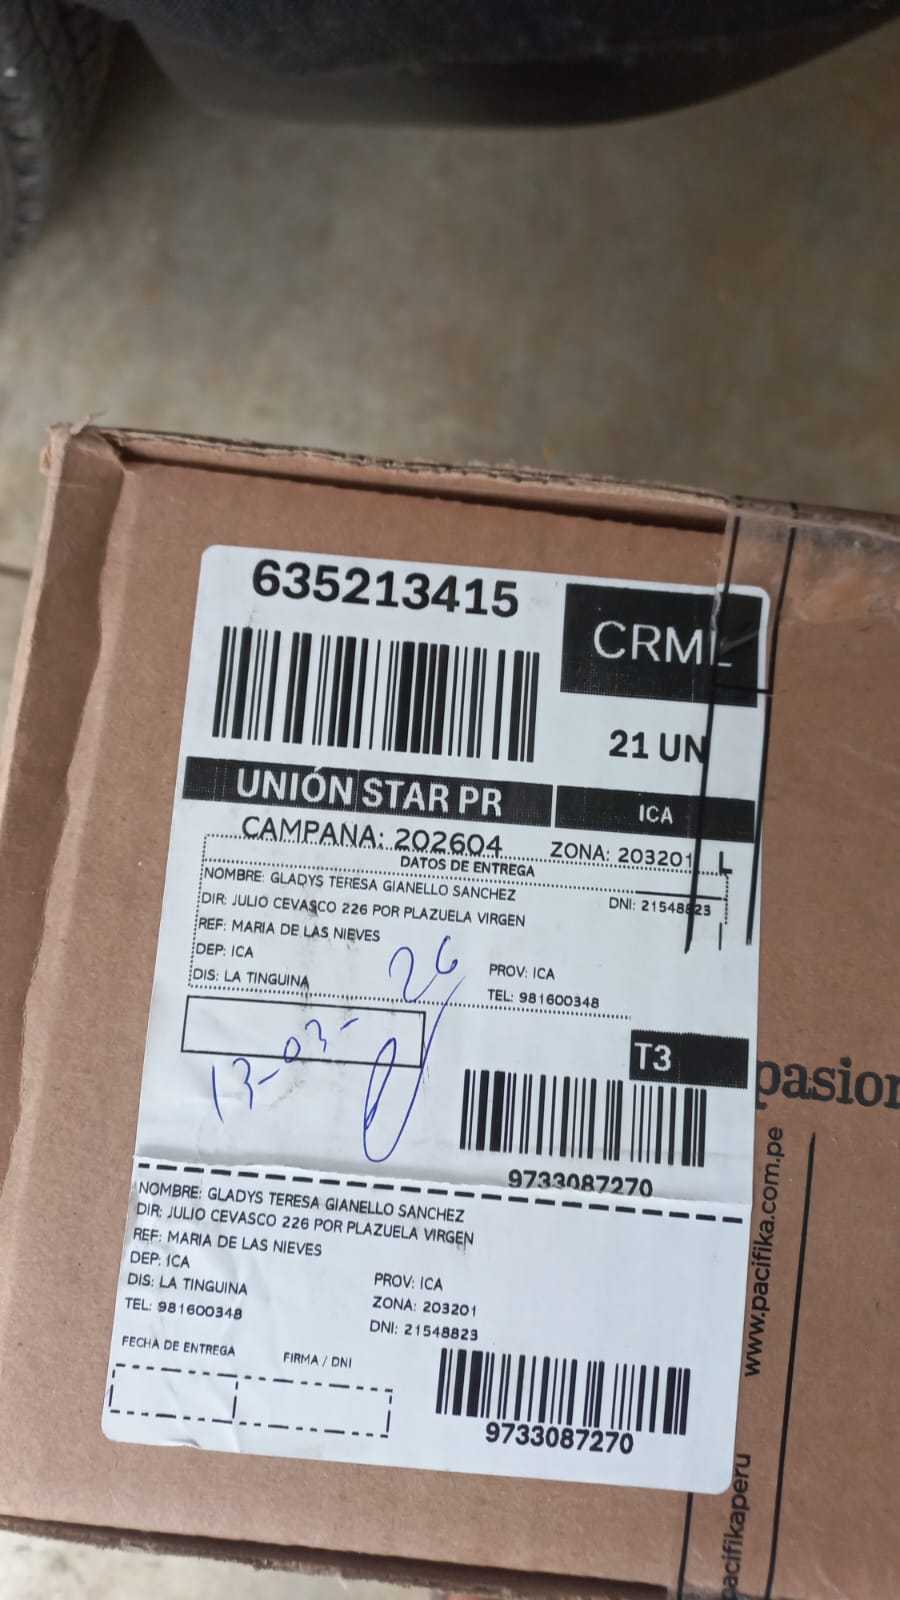 635213415
CRML
21 UN
UNIÓN STAR PR
ICA
CAMPAÑA: 202604
ZONA: 203201
L
DATOS DE ENTREGA
NOMBRE: GLADYS TERESA GIANELLO SANCHEZ
DNI: 21548823
DIR: JULIO CEVASCO 226 POR PLAZUELA VIRGEN
REF: MARIA DE LAS NIEVES
DEP: ICA
PROV: ICA
DIS: LA TINGUINA
TEL: 981600348
13-03-26
T3
9733087270
NOMBRE: GLADYS TERESA GIANELLO SANCHEZ
DIR: JULIO CEVASCO 226 POR PLAZUELA VIRGEN
REF: MARIA DE LAS NIEVES
DEP: ICA
PROV: ICA
DIS: LA TINGUINA
ZONA: 203201
TEL: 981600348
DNI: 21548823
FECHA DE ENTREGA
FIRMA / DNI
9733087270
pasion
www.pacifika.com.pe
pacifikaperu